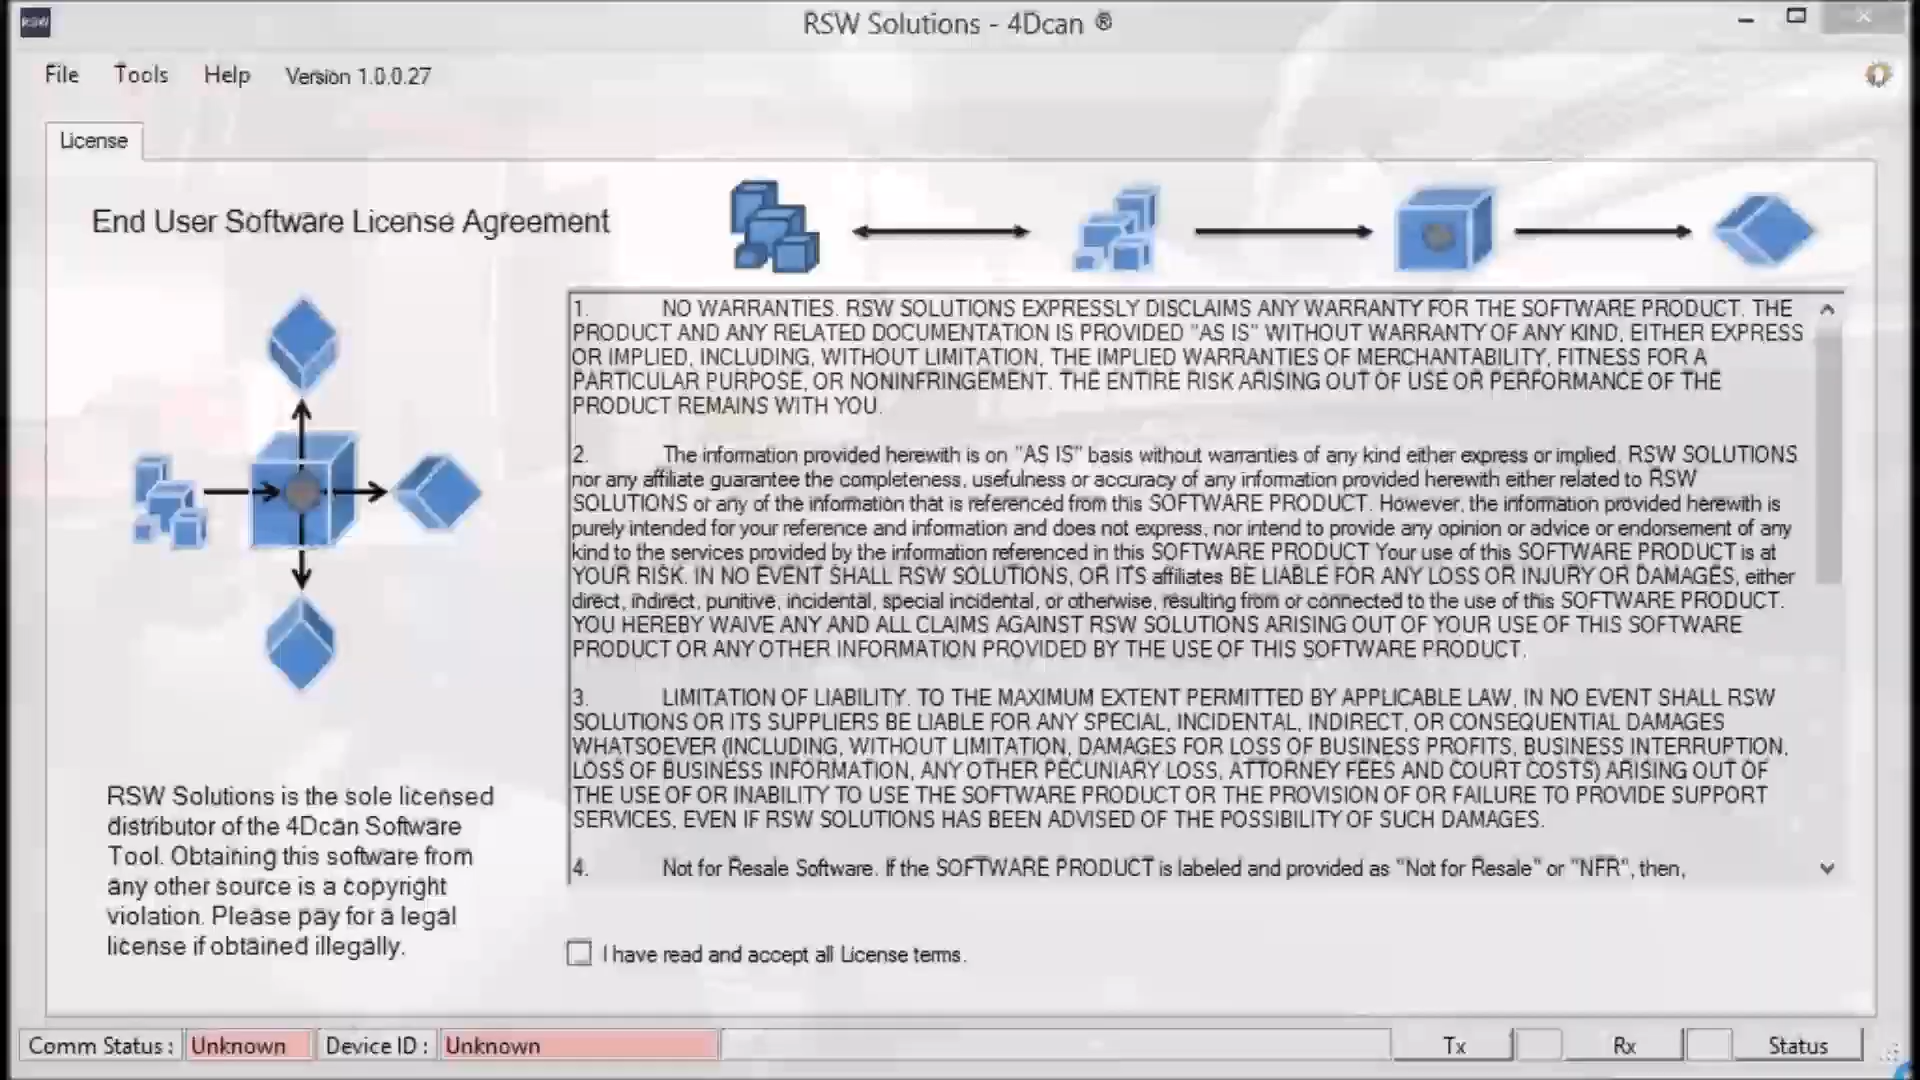 RSW
RSW Solutions - 4Dcan ®
File Tools Help Version 1.0.0.27
License
End User Software License Agreement
1. NO WARRANTIES. RSW SOLUTIONS EXPRESSLY DISCLAIMS ANY WARRANTY FOR THE SOFTWARE PRODUCT. THE
PRODUCT AND ANY RELATED DOCUMENTATION IS PROVIDED "AS IS" WITHOUT WARRANTY OF ANY KIND, EITHER EXPRESS
OR IMPLIED, INCLUDING, WITHOUT LIMITATION, THE IMPLIED WARRANTIES OF MERCHANTABILITY, FITNESS FOR A
PARTICULAR PURPOSE, OR NONINFRINGEMENT. THE ENTIRE RISK ARISING OUT OF USE OR PERFORMANCE OF THE
PRODUCT REMAINS WITH YOU.
2. The information provided herewith is on "AS IS" basis without warranties of any kind either express or implied. RSW SOLUTIONS
nor any affiliate guarantee the completeness, usefulness or accuracy of any information provided herewith either related to RSW
SOLUTIONS or any of the information that is referenced from this SOFTWARE PRODUCT. However, the information provided herewith is
purely intended for your reference and information and does not express, nor intend to provide any opinion or advice or endorsement of any
kind to the services provided by the information referenced in this SOFTWARE PRODUCT Your use of this SOFTWARE PRODUCT is at
YOUR RISK. IN NO EVENT SHALL RSW SOLUTIONS, OR ITS affiliates BE LIABLE FOR ANY LOSS OR INJURY OR DAMAGES, either
direct, indirect, punitive, incidental, special incidental, or otherwise, resulting from or connected to the use of this SOFTWARE PRODUCT.
YOU HEREBY WAIVE ANY AND ALL CLAIMS AGAINST RSW SOLUTIONS ARISING OUT OF YOUR USE OF THIS SOFTWARE
PRODUCT OR ANY OTHER INFORMATION PROVIDED BY THE USE OF THIS SOFTWARE PRODUCT.
3. LIMITATION OF LIABILITY. TO THE MAXIMUM EXTENT PERMITTED BY APPLICABLE LAW, IN NO EVENT SHALL RSW
SOLUTIONS OR ITS SUPPLIERS BE LIABLE FOR ANY SPECIAL, INCIDENTAL, INDIRECT, OR CONSEQUENTIAL DAMAGES
WHATSOEVER (INCLUDING, WITHOUT LIMITATION, DAMAGES FOR LOSS OF BUSINESS PROFITS, BUSINESS INTERRUPTION,
LOSS OF BUSINESS INFORMATION, ANY OTHER PECUNIARY LOSS, ATTORNEY FEES AND COURT COSTS) ARISING OUT OF
THE USE OF OR INABILITY TO USE THE SOFTWARE PRODUCT OR THE PROVISION OF OR FAILURE TO PROVIDE SUPPORT
SERVICES, EVEN IF RSW SOLUTIONS HAS BEEN ADVISED OF THE POSSIBILITY OF SUCH DAMAGES.
4. Not for Resale Software. If the SOFTWARE PRODUCT is labeled and provided as "Not for Resale" or "NFR", then,
RSW Solutions is the sole licensed
distributor of the 4Dcan Software
Tool. Obtaining this software from
any other source is a copyright
violation. Please pay for a legal
license if obtained illegally.
I have read and accept all License terms.
Comm Status : Unknown Device ID : Unknown Tx Rx Status